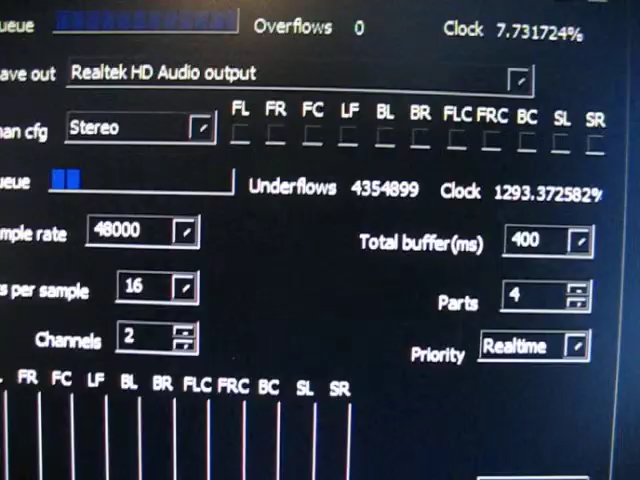 ueue Overflows 0 Clock 7.731724%
ave out Realtek HD Audio output
FL FR FC LF BL BR FLC FRC BC SL SR
an cfg Stereo
ueue Underflows 4354899 Clock 1293.372582%
mple rate 48000 Total buffer(ms) 400
s per sample 16 Parts 4
Channels 2 Priority Realtime
FR FC LF BL BR FLC FRC BC SL SR